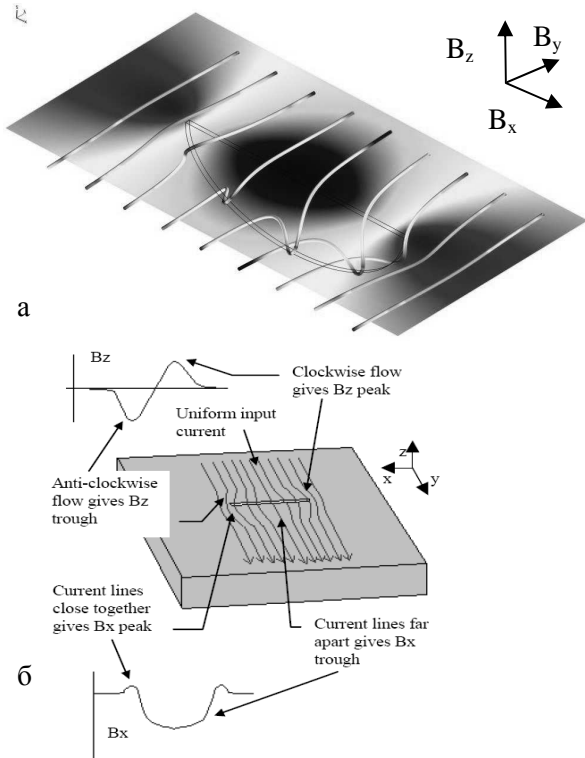 Bz
By
Bx
а
Bz
Clockwise flow
gives Bz peak
Uniform input
current
Anti-clockwise
flow gives Bz
trough
z
x
y
Current lines
close together
gives Bx peak
Current lines far
apart gives Bx
trough
б
Bx